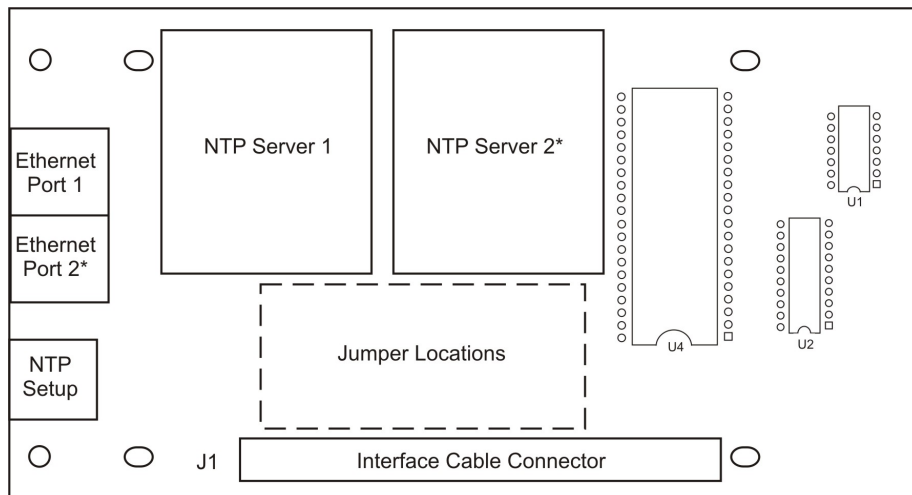 NTP Server 1
NTP Server 2*
Ethernet
Port 1
Ethernet
Port 2*
U1
U2
U4
Jumper Locations
NTP
Setup
J1
Interface Cable Connector